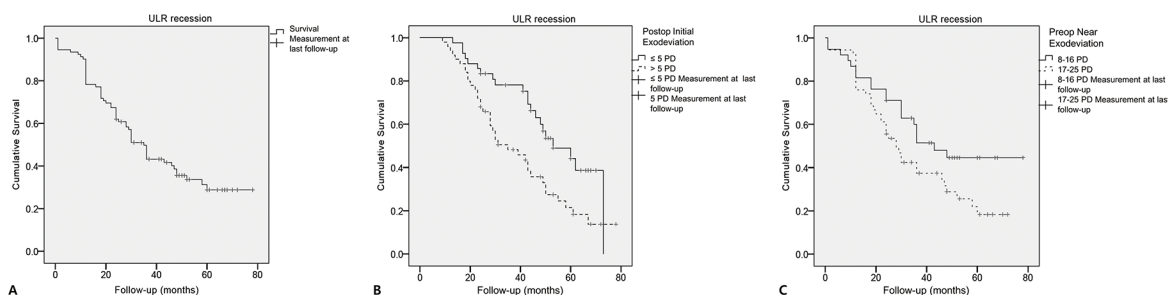 ULR recession
Survival
Measurement at
last follow-up
Cumulative Survival
1.0
0.8
0.6
0.4
0.2
0.0
0 20 40 60 80
Follow-up (months)
A
ULR recession
Postop Initial
Exodeviation
≤ 5 PD
> 5 PD
≤ 5 PD Measurement at last
follow-up
5 PD Measurement at last
follow-up
Cumulative Survival
1.0
0.8
0.6
0.4
0.2
0.0
0 20 40 60 80
Follow-up (months)
B
ULR recession
Preop Near
Exodeviation
8-16 PD
17-25 PD
8-16 PD Measurement at last
follow-up
17-25 PD Measurement at las
follow-up
Cumulative Survival
1.0
0.8
0.6
0.4
0.2
0.0
0 20 40 60 80
Follow-up (months)
C